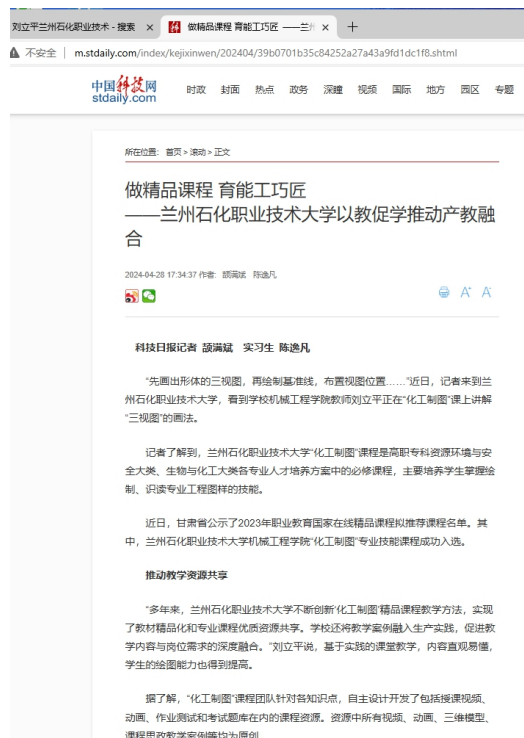 刘立平兰州石化职业技术 - 搜索
做精品课程 育能工巧匠 ——兰州
不安全 m.stdaily.com/index/kejixinwen/202404/39b0701b35c84252a27a43a9fd1dc1f8.shtml
中国科技网
stdaily.com
时政 封面 热点 政务 深瞳 视频 国际 地方 园区 专题
所在位置: 首页 > 滚动 > 正文
做精品课程 育能工巧匠
——兰州石化职业技术大学以教促学推动产教融
合
2024-04-28 17:34:37 作者: 颉满斌 陈逸凡
A+ A-
科技日报记者 颉满斌 实习生 陈逸凡
“先画出形体的三视图，再绘制基准线，布置视图位置……”近日，记者来到兰
州石化职业技术大学，看到学校机械工程学院教师刘立平正在“化工制图”课上讲解
“三视图”的画法。
记者了解到，兰州石化职业技术大学“化工制图”课程是高职专科资源环境与安
全大类、生物与化工大类各专业人才培养方案中的必修课程，主要培养学生掌握绘
制、识读专业工程图样的技能。
近日，甘肃省公示了2023年职业教育国家在线精品课程拟推荐课程名单。其
中，兰州石化职业技术大学机械工程学院“化工制图”专业技能课程成功入选。
推动教学资源共享
“多年来，兰州石化职业技术大学不断创新‘化工制图’精品课程教学方法，实现
了教材精品化和专业课程优质资源共享。学校还将教学案例融入生产实践，促进教
学内容与岗位需求的深度融合。”刘立平说，基于实践的课堂教学，内容直观易懂，
学生的绘图能力也得到提高。
据了解，“化工制图”课程团队针对各知识点，自主设计开发了包括授课视频、
动画、作业测试和考试题库在内的课程资源。资源中所有视频、动画、三维模型、
课程思政教学案例等均为原创